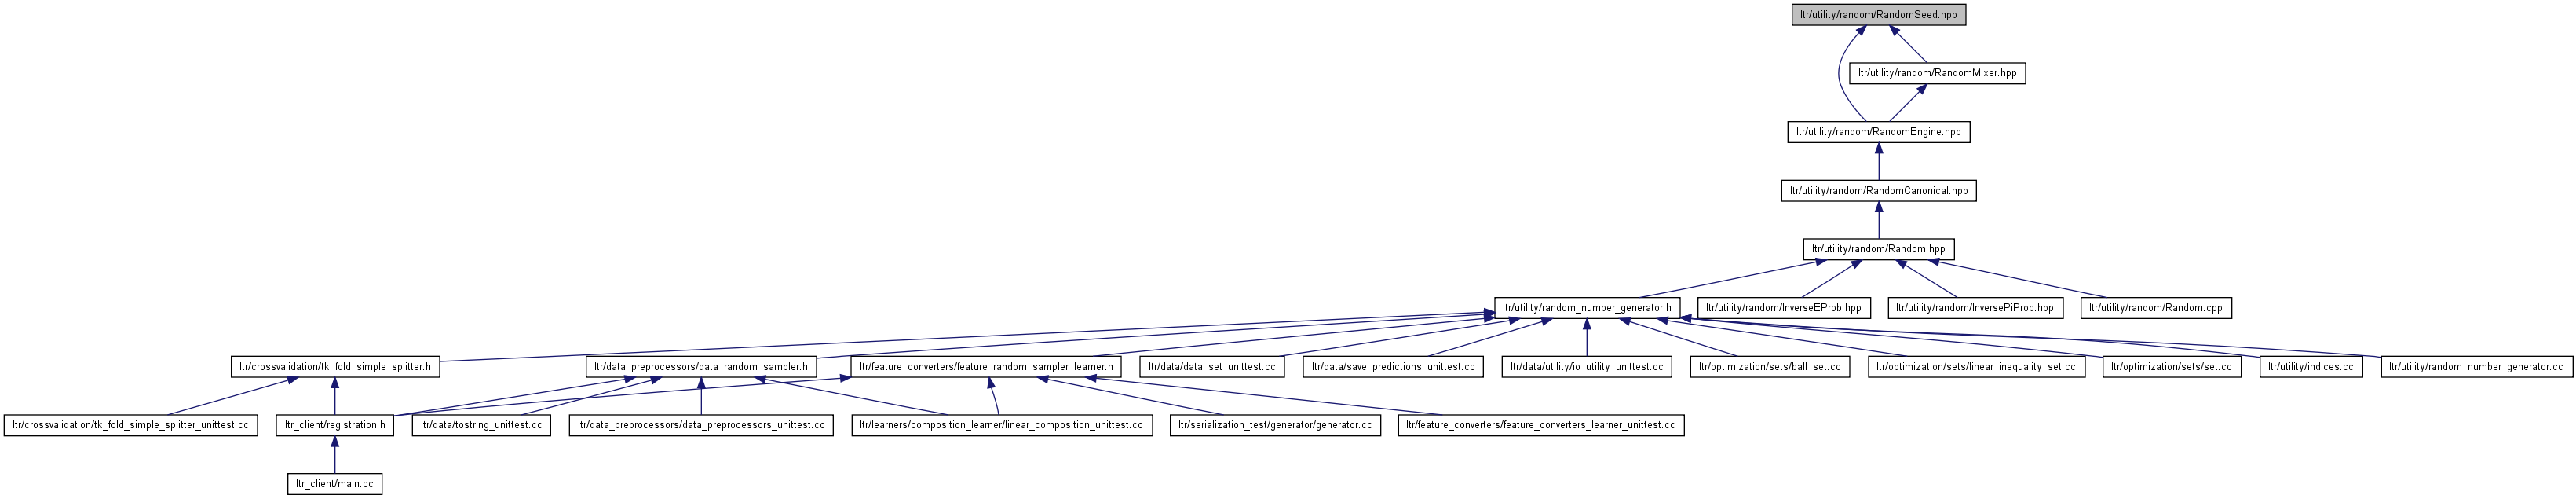 ltr/utility/random/RandomSeed.hpp
ltr/utility/random/RandomMixer.hpp
ltr/utility/random/RandomEngine.hpp
ltr/utility/random/RandomCanonical.hpp
ltr/utility/random/Random.hpp
ltr/utility/random_number_generator.h
ltr/utility/random/InverseEProb.hpp
ltr/utility/random/InversePiProb.hpp
ltr/utility/random/Random.cpp
ltr/crossvalidation/tk_fold_simple_splitter.h
ltr/data_preprocessors/data_random_sampler.h
ltr/feature_converters/feature_random_sampler_learner.h
ltr/data/data_set_unittest.cc
ltr/data/save_predictions_unittest.cc
ltr/data/utility/io_utility_unittest.cc
ltr/optimization/sets/ball_set.cc
ltr/optimization/sets/linear_inequality_set.cc
ltr/optimization/sets/set.cc
ltr/utility/indices.cc
ltr/utility/random_number_generator.cc
ltr/crossvalidation/tk_fold_simple_splitter_unittest.cc
ltr_client/registration.h
ltr/data/tostring_unittest.cc
ltr/data_preprocessors/data_preprocessors_unittest.cc
ltr/learners/composition_learner/linear_composition_unittest.cc
ltr/serialization_test/generator/generator.cc
ltr/feature_converters/feature_converters_learner_unittest.cc
ltr_client/main.cc